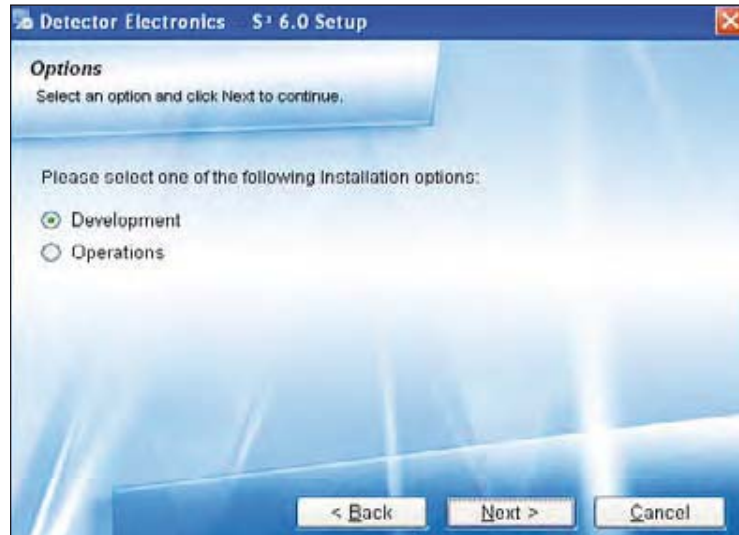 Detector Electronics S³ 6.0 Setup
Options
Select an option and click Next to continue.
Please select one of the following installation options:
Development
Operations
< Back
Next >
Cancel